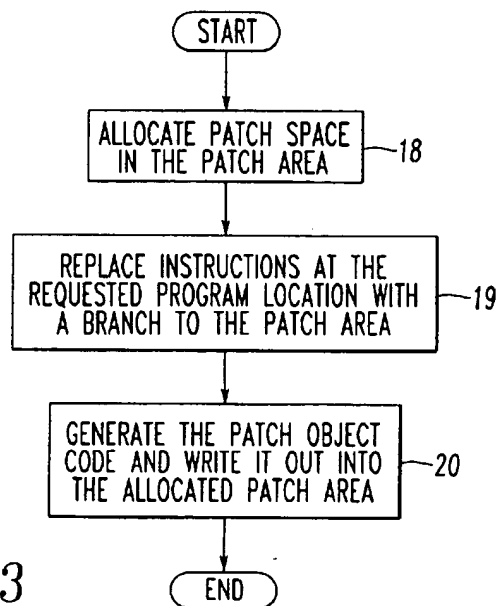 START
ALLOCATE PATCH SPACE
IN THE PATCH AREA
18
REPLACE INSTRUCTIONS AT THE
REQUESTED PROGRAM LOCATION WITH
A BRANCH TO THE PATCH AREA
19
GENERATE THE PATCH OBJECT
CODE AND WRITE IT OUT INTO
THE ALLOCATED PATCH AREA
20
3
END